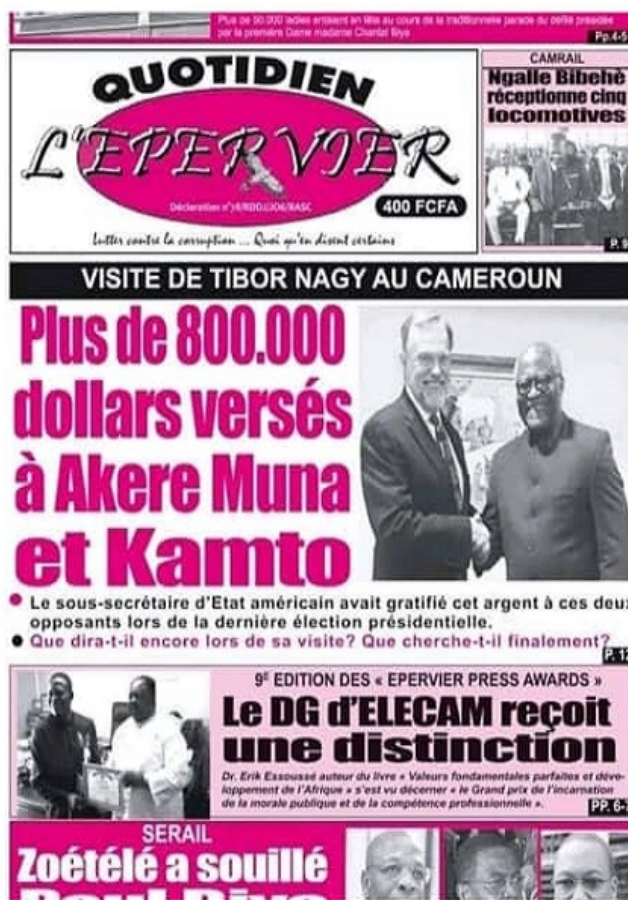 Plus de 50.000 ladies entaient en tête au cours de la traditionnelle parade du défilé présidée
par la première Dame madame Chantal Biya
Pp.4-5
QUOTIDIEN
L'EPERVIER
400 FCFA
Lutter contre la corruption ... Quoi qu'en disent certains
CAMRAIL
Ngalle Bibehè
réceptionne cinq
locomotives
P. 9
VISITE DE TIBOR NAGY AU CAMEROUN
Plus de 800.000
dollars versés
à Akere Muna
et Kamto
Le sous-secrétaire d'Etat américain avait gratifié cet argent à ces deux
opposants lors de la dernière élection présidentielle.
Que dira-t-il encore lors de sa visite? Que cherche-t-il finalement?
P. 12
9E EDITION DES « EPERVIER PRESS AWARDS »
Le DG d'ELECAM reçoit
une distinction
Dr. Erik Essoussé auteur du livre « Valeurs fondamentales parfaites et déve-
loppement de l'Afrique » s'est vu décerner « le Grand prix de l'incarnation
de la morale publique et de la compétence professionnelle ».
PP. 6-7
SERAIL
Zoétélé a souillé
Paul Biya